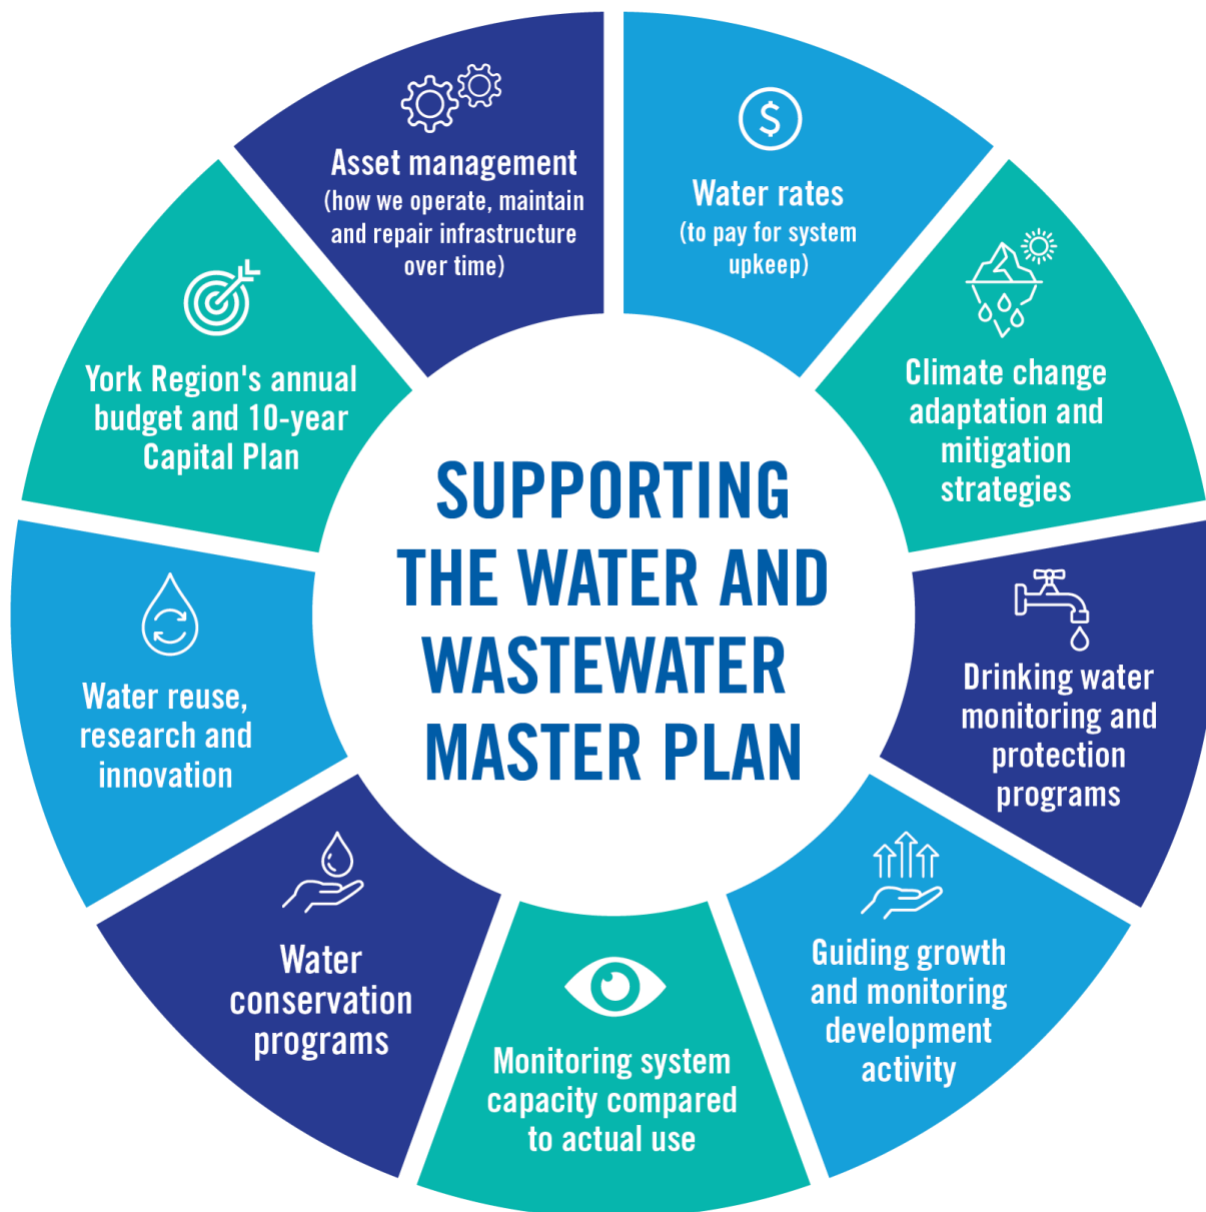 SUPPORTING
THE WATER AND
WASTEWATER
MASTER PLAN
$
Water rates
(to pay for system
upkeep)
Climate change
adaptation and
mitigation
strategies
Drinking water
monitoring and
protection
programs
Guiding growth
and monitoring
development
activity
Monitoring system
capacity compared
to actual use
Water
conservation
programs
Water reuse,
research and
innovation
York Region's annual
budget and 10-year
Capital Plan
Asset management
(how we operate, maintain
and repair infrastructure
over time)